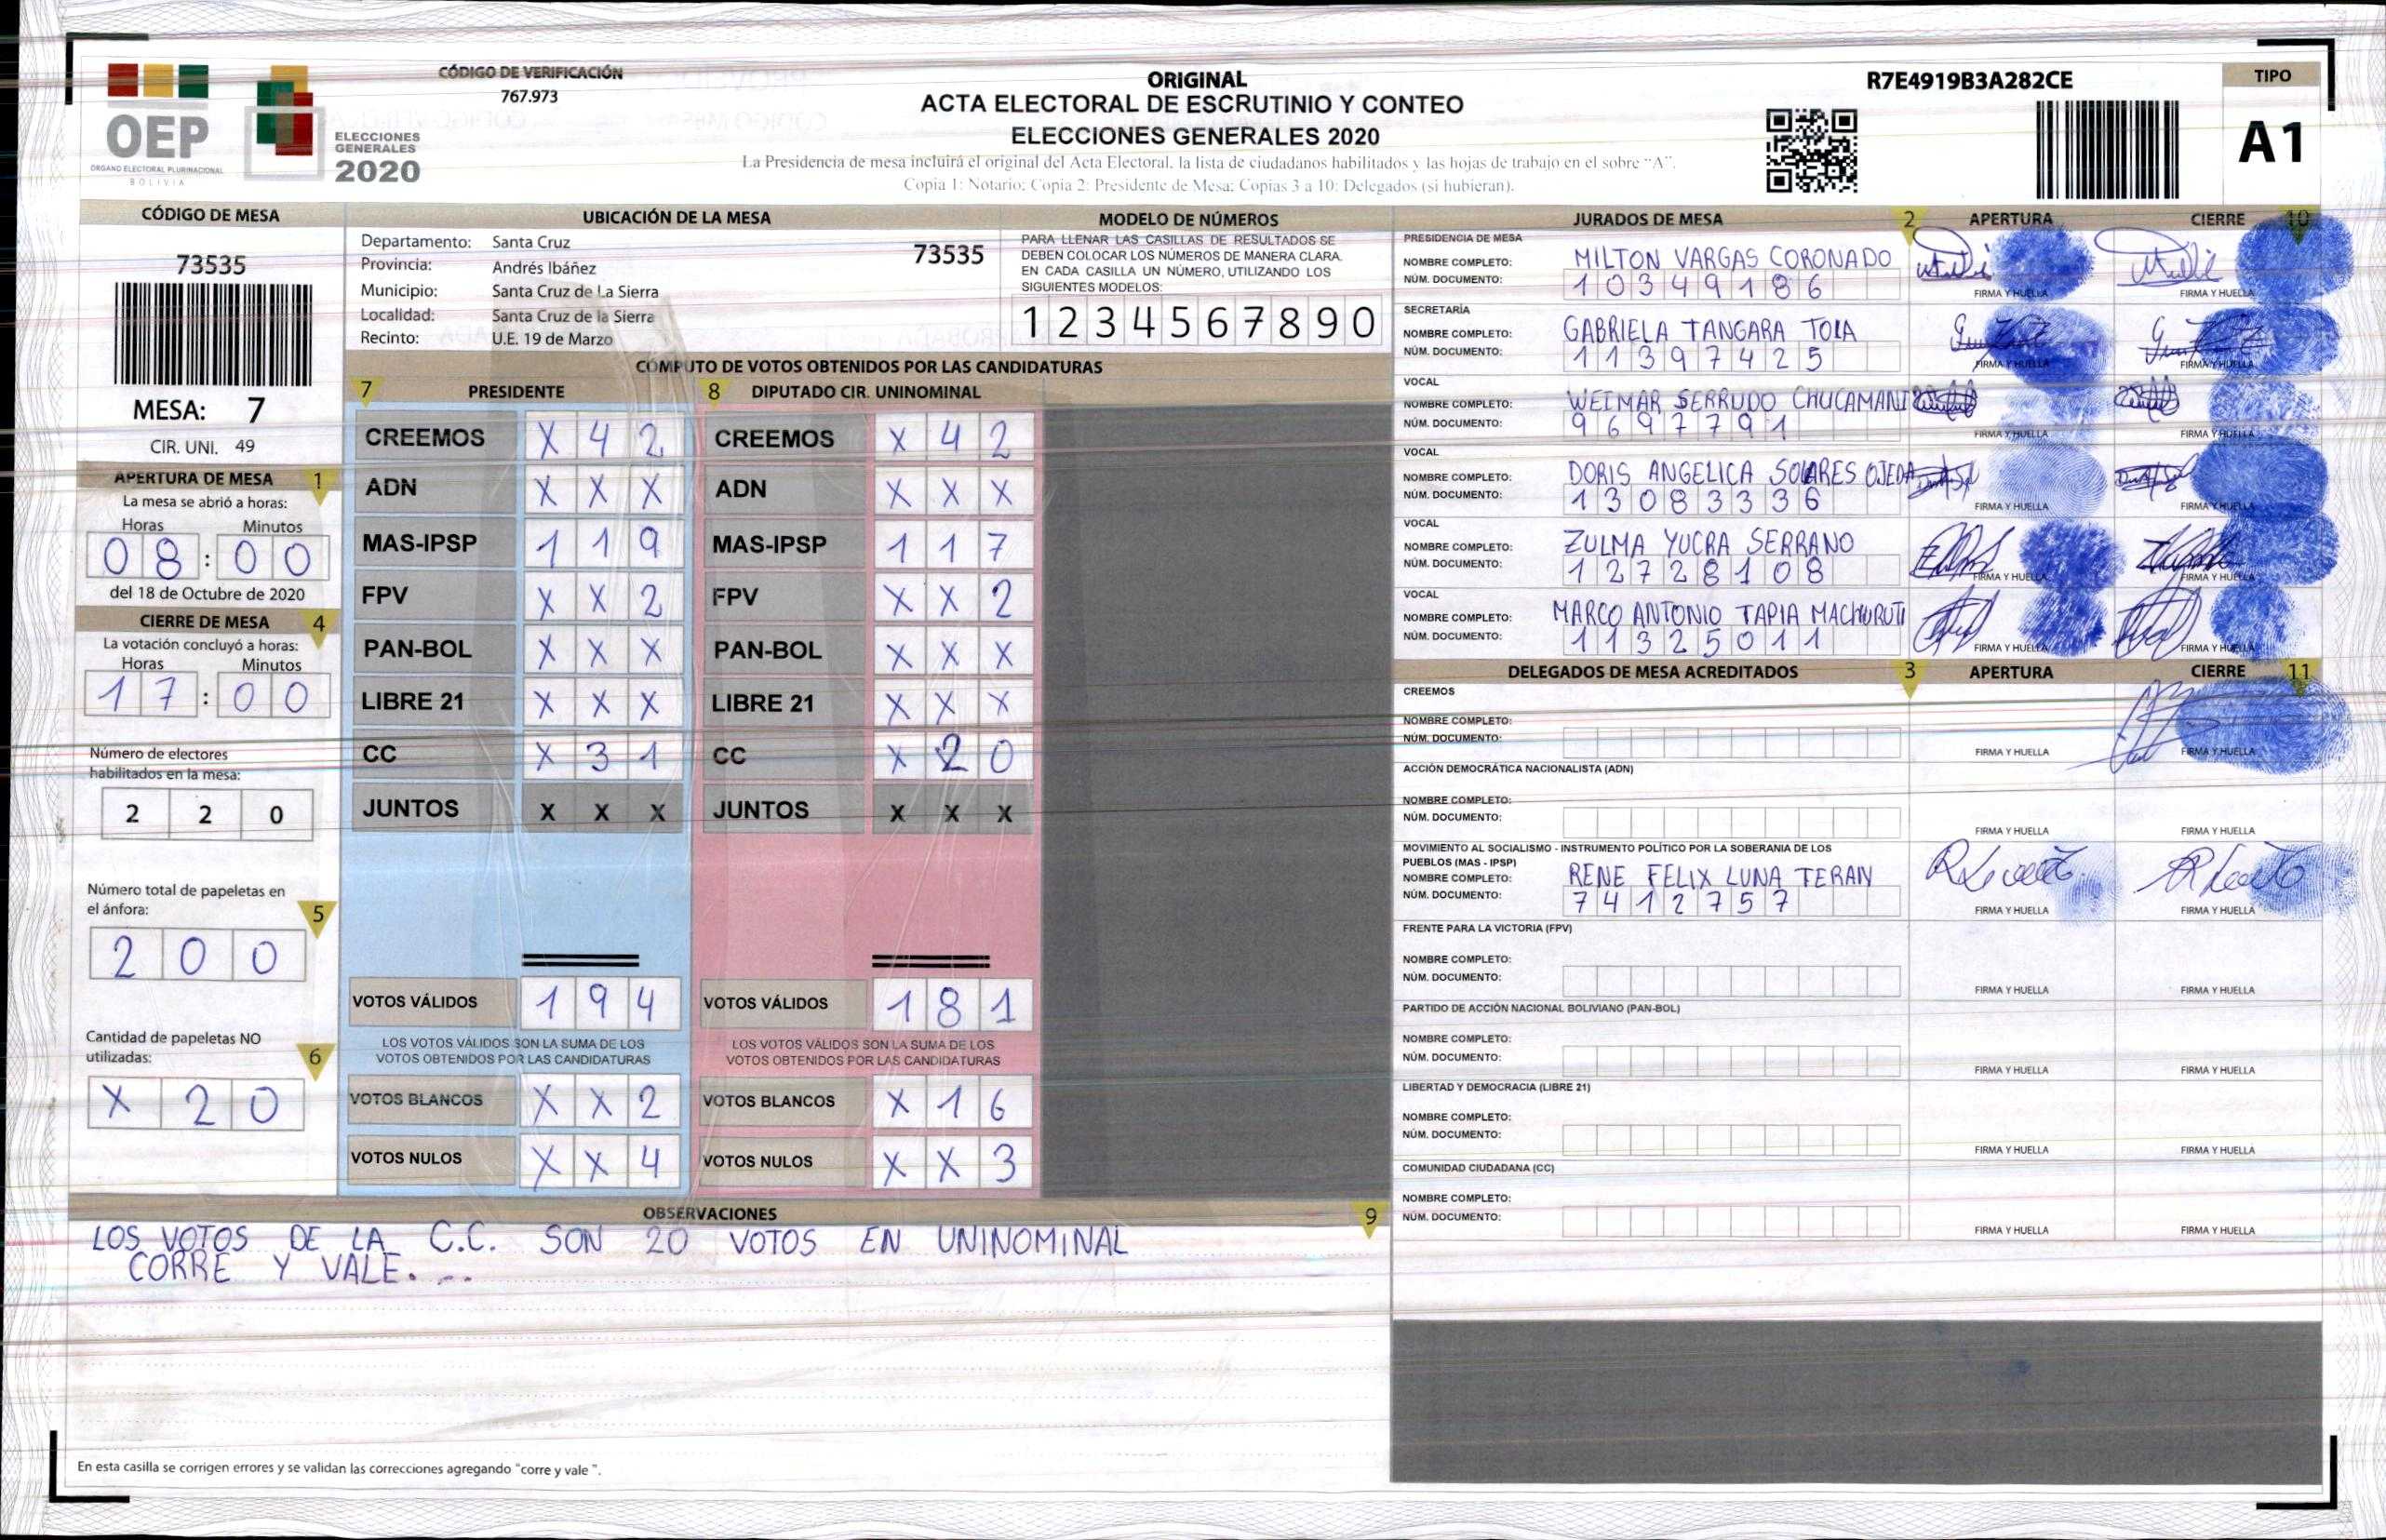 OEP
ÓRGANO ELECTORAL PLURINACIONAL
BOLIVIA
ELECCIONES
GENERALES
2020
CÓDIGO DE VERIFICACIÓN
767.973
ORIGINAL
ACTA ELECTORAL DE ESCRUTINIO Y CONTEO
ELECCIONES GENERALES 2020
La Presidencia de mesa incluirá el original del Acta Electoral, la lista de ciudadanos habilitados y las hojas de trabajo en el sobre "A".
Copia 1: Notario; Copia 2: Presidente de Mesa; Copias 3 a 10: Delegados (si hubieran).
R7E4919B3A282CE
TIPO
A1
CÓDIGO DE MESA
73535
MESA: 7
CIR. UNI. 49
APERTURA DE MESA 1
La mesa se abrió a horas:
Horas Minutos
08:00
del 18 de Octubre de 2020
CIERRE DE MESA 4
La votación concluyó a horas:
Horas Minutos
17:00
Número de electores
habilitados en la mesa:
2 2 0
Número total de papeletas en
el ánfora:
5
2 0 0
Cantidad de papeletas NO
utilizadas:
6
X 2 0
UBICACIÓN DE LA MESA
Departamento: Santa Cruz
73535
Provincia: Andrés Ibáñez
Municipio: Santa Cruz de La Sierra
Localidad: Santa Cruz de la Sierra
Recinto: U.E. 19 de Marzo
MODELO DE NÚMEROS
PARA LLENAR LAS CASILLAS DE RESULTADOS SE
DEBEN COLOCAR LOS NÚMEROS DE MANERA CLARA.
EN CADA CASILLA UN NÚMERO, UTILIZANDO LOS
SIGUIENTES MODELOS:
1 2 3 4 5 6 7 8 9 0
CÓMPUTO DE VOTOS OBTENIDOS POR LAS CANDIDATURAS
7 PRESIDENTE
CREEMOS X 4 2
ADN X X X
MAS-IPSP 1 1 9
FPV X X 2
PAN-BOL X X X
LIBRE 21 X X X
CC X 3 1
JUNTOS X X X
VOTOS VÁLIDOS 1 9 4
LOS VOTOS VÁLIDOS SON LA SUMA DE LOS
VOTOS OBTENIDOS POR LAS CANDIDATURAS
VOTOS BLANCOS X X 2
VOTOS NULOS X X 4
8 DIPUTADO CIR. UNINOMINAL
CREEMOS X 4 2
ADN X X X
MAS-IPSP 1 1 7
FPV X X 2
PAN-BOL X X X
LIBRE 21 X X X
CC X 2 0
JUNTOS X X X
VOTOS VÁLIDOS 1 8 1
LOS VOTOS VÁLIDOS SON LA SUMA DE LOS
VOTOS OBTENIDOS POR LAS CANDIDATURAS
VOTOS BLANCOS X 1 6
VOTOS NULOS X X 3
OBSERVACIONES 9
LOS VOTOS DE LA C.C. SON 20 VOTOS EN UNINOMINAL
CORRE Y VALE...
En esta casilla se corrigen errores y se validan las correcciones agregando "corre y vale ".
JURADOS DE MESA 2 APERTURA CIERRE 10
PRESIDENCIA DE MESA
NOMBRE COMPLETO: MILTON VARGAS CORONADO
NÚM. DOCUMENTO: 10349186
FIRMA Y HUELLA FIRMA Y HUELLA
SECRETARÍA
NOMBRE COMPLETO: GABRIELA TANGARA TOLA
NÚM. DOCUMENTO: 11397425
FIRMA Y HUELLA FIRMA Y HUELLA
VOCAL
NOMBRE COMPLETO: WEIMAR SERRUDO CHUCAMANI
NÚM. DOCUMENTO: 9697791
FIRMA Y HUELLA FIRMA Y HUELLA
VOCAL
NOMBRE COMPLETO: DORIS ANGELICA SOLARES OJEDA
NÚM. DOCUMENTO: 13083336
FIRMA Y HUELLA FIRMA Y HUELLA
VOCAL
NOMBRE COMPLETO: ZULMA YUCRA SERRANO
NÚM. DOCUMENTO: 12728108
FIRMA Y HUELLA FIRMA Y HUELLA
VOCAL
NOMBRE COMPLETO: MARCO ANTONIO TAPIA
NÚM. DOCUMENTO: 11325011
FIRMA Y HUELLA FIRMA Y HUELLA
DELEGADOS DE MESA ACREDITADOS 3 APERTURA CIERRE 11
CREEMOS
NOMBRE COMPLETO:
NÚM. DOCUMENTO:
FIRMA Y HUELLA FIRMA Y HUELLA
ACCIÓN DEMOCRÁTICA NACIONALISTA (ADN)
NOMBRE COMPLETO:
NÚM. DOCUMENTO:
FIRMA Y HUELLA FIRMA Y HUELLA
MOVIMIENTO AL SOCIALISMO - INSTRUMENTO POLÍTICO POR LA SOBERANIA DE LOS
PUEBLOS (MAS - IPSP)
NOMBRE COMPLETO: RENE FELIX LUNA TERAN
NÚM. DOCUMENTO: 7412757
FIRMA Y HUELLA FIRMA Y HUELLA
FRENTE PARA LA VICTORIA (FPV)
NOMBRE COMPLETO:
NÚM. DOCUMENTO:
FIRMA Y HUELLA FIRMA Y HUELLA
PARTIDO DE ACCIÓN NACIONAL BOLIVIANO (PAN-BOL)
NOMBRE COMPLETO:
NÚM. DOCUMENTO:
FIRMA Y HUELLA FIRMA Y HUELLA
LIBERTAD Y DEMOCRACIA (LIBRE 21)
NOMBRE COMPLETO:
NÚM. DOCUMENTO:
FIRMA Y HUELLA FIRMA Y HUELLA
COMUNIDAD CIUDADANA (CC)
NOMBRE COMPLETO:
NÚM. DOCUMENTO:
FIRMA Y HUELLA FIRMA Y HUELLA